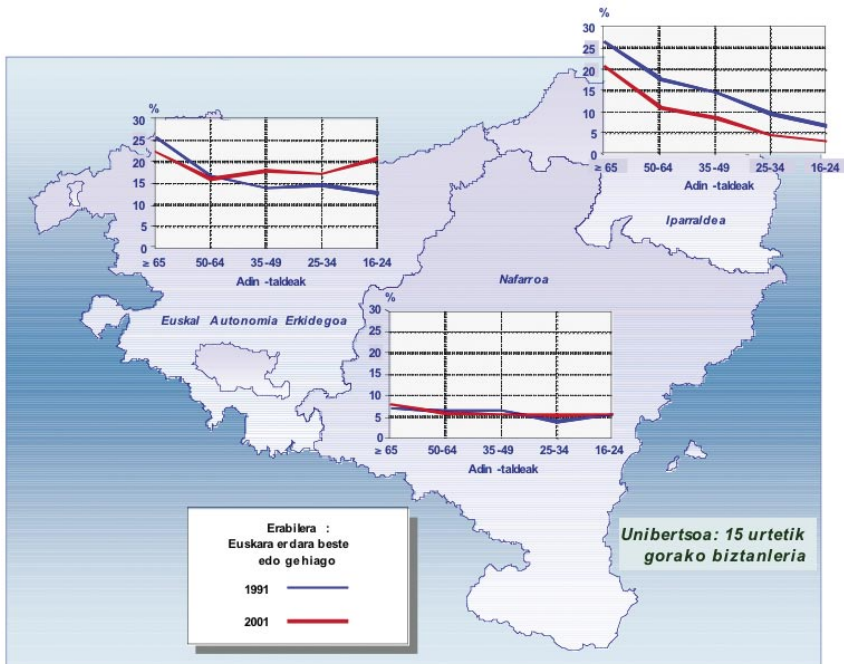 %
30
25
20
15
10
5
0
≥ 65 50-64 35-49 25-34 16-24
Adin -taldeak
Iparraldea
%
30
25
20
15
10
5
0
≥ 65 50-64 35 -49 25-34 16-24
Adin -taldeak
Euskal Autonomia Erkidegoa
Nafarroa
%
30
25
20
15
10
5
0
≥ 65 50-64 35 -49 25-34 16-24
Adin -taldeak
Erabilera :
Euskara erdara beste
edo gehiago
1991
2001
Unibertsoa: 15 urtetik
gorako biztanleria